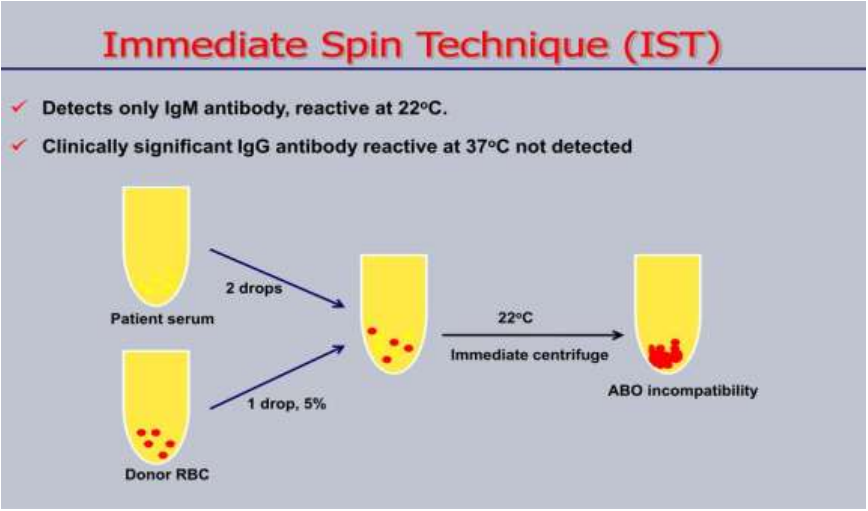 Immediate Spin Technique (IST)
✓ Detects only IgM antibody, reactive at 22ºC.
✓ Clinically significant IgG antibody reactive at 37ºC not detected
2 drops
Patient serum
22ºC
Immediate centrifuge
ABO incompatibility
1 drop, 5%
Donor RBC